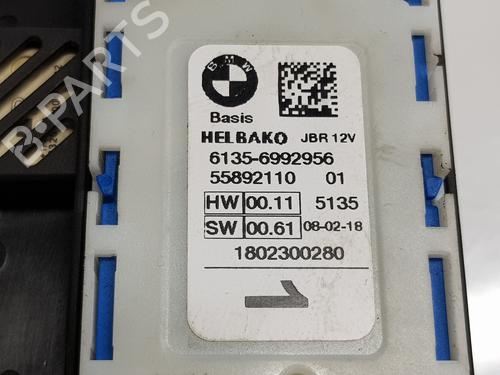 BMW
Basis
HELBAKO JBR 12V
6135-6992956
55892110 01
HW 00.11 5135
SW 00.61 08-02-18
1802300280
1
B-PARTS